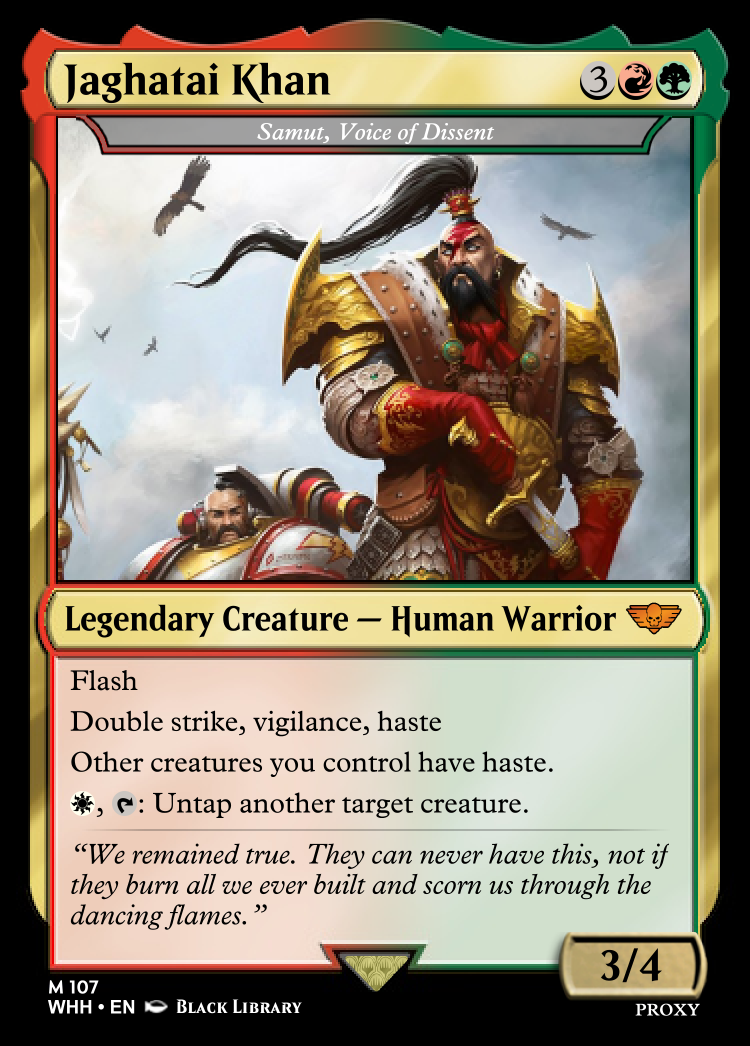 Jaghatai Khan 3
Samut, Voice of Dissent
Legendary Creature — Human Warrior
Flash
Double strike, vigilance, haste
Other creatures you control have haste.
, : Untap another target creature.
“We remained true. They can never have this, not if
they burn all we ever built and scorn us through the
dancing flames.”
3/4
M 107
WHH • EN Black Library
PROXY